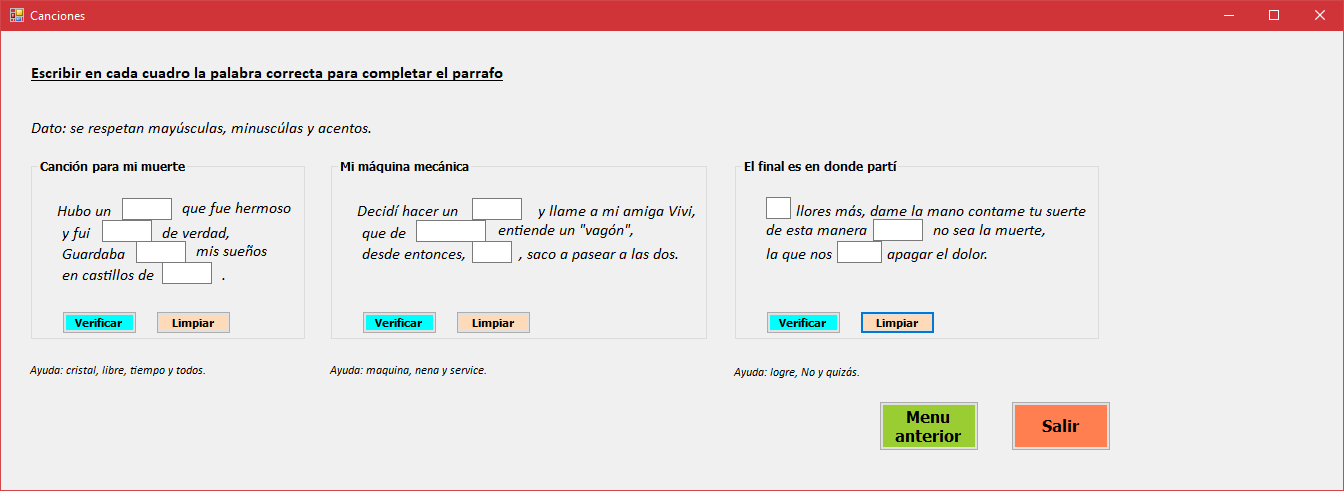 Canciones
Escribir en cada cuadro la palabra correcta para completar el parrafo
Dato: se respetan mayúsculas, minuscúlas y acentos.
Canción para mi muerte
Hubo un que fue hermoso
y fui de verdad,
Guardaba mis sueños
en castillos de .
Verificar Limpiar
Ayuda: cristal, libre, tiempo y todos.
Mi máquina mecánica
Decidí hacer un y llame a mi amiga Vivi,
que de entiende un "vagón",
desde entonces, , saco a pasear a las dos.
Verificar Limpiar
Ayuda: maquina, nena y service.
El final es en donde partí
llores más, dame la mano contame tu suerte
de esta manera no sea la muerte,
la que nos apagar el dolor.
Verificar Limpiar
Ayuda: logre, No y quizás.
Menu
anterior
Salir